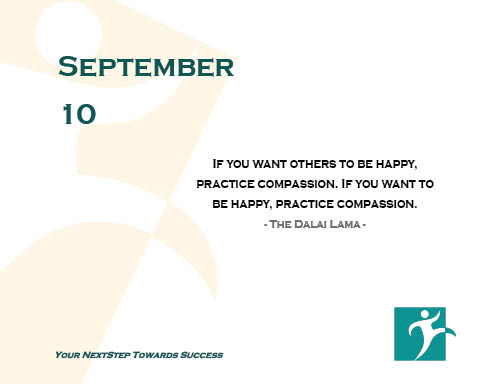 September
10
If you want others to be happy,
practice compassion. If you want to
be happy, practice compassion.
- The Dalai Lama -
Your NextStep Towards Success